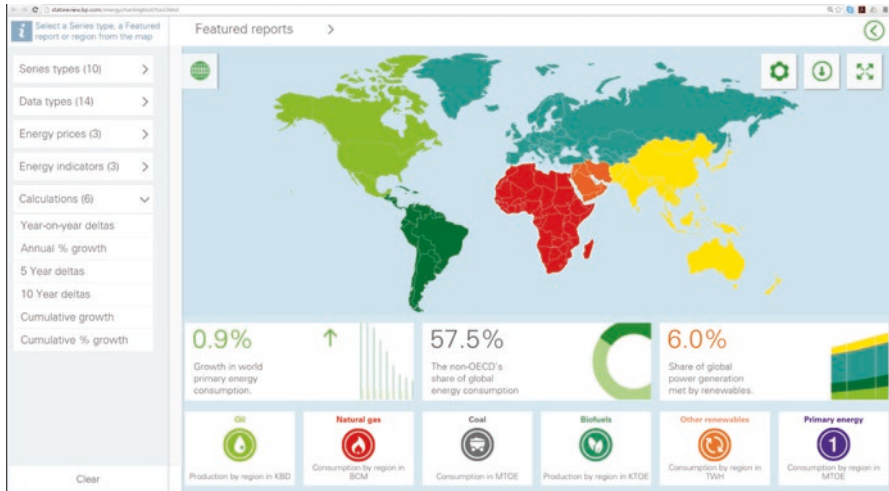 Select a Series type, a Featured
report or region from the map
Featured reports
Series types (10)
Data types (14)
Energy prices (3)
Energy indicators (3)
Calculations (6)
Year-on-year deltas
Annual % growth
5 Year deltas
10 Year deltas
Cumulative growth
Cumulative % growth
Clear
0.9%
Growth in world
primary energy
consumption.
57.5%
The non-OECD's
share of global
energy consumption
6.0%
Share of global
power generation
met by renewables.
Oil
Production by region in KBD
Natural gas
Consumption by region in
BCM
Coal
Consumption in MTOE
Biofuels
Production by region in KTOE
Other renewables
Consumption by region in
TWH
Primary energy
1
Consumption by region in
MTOE